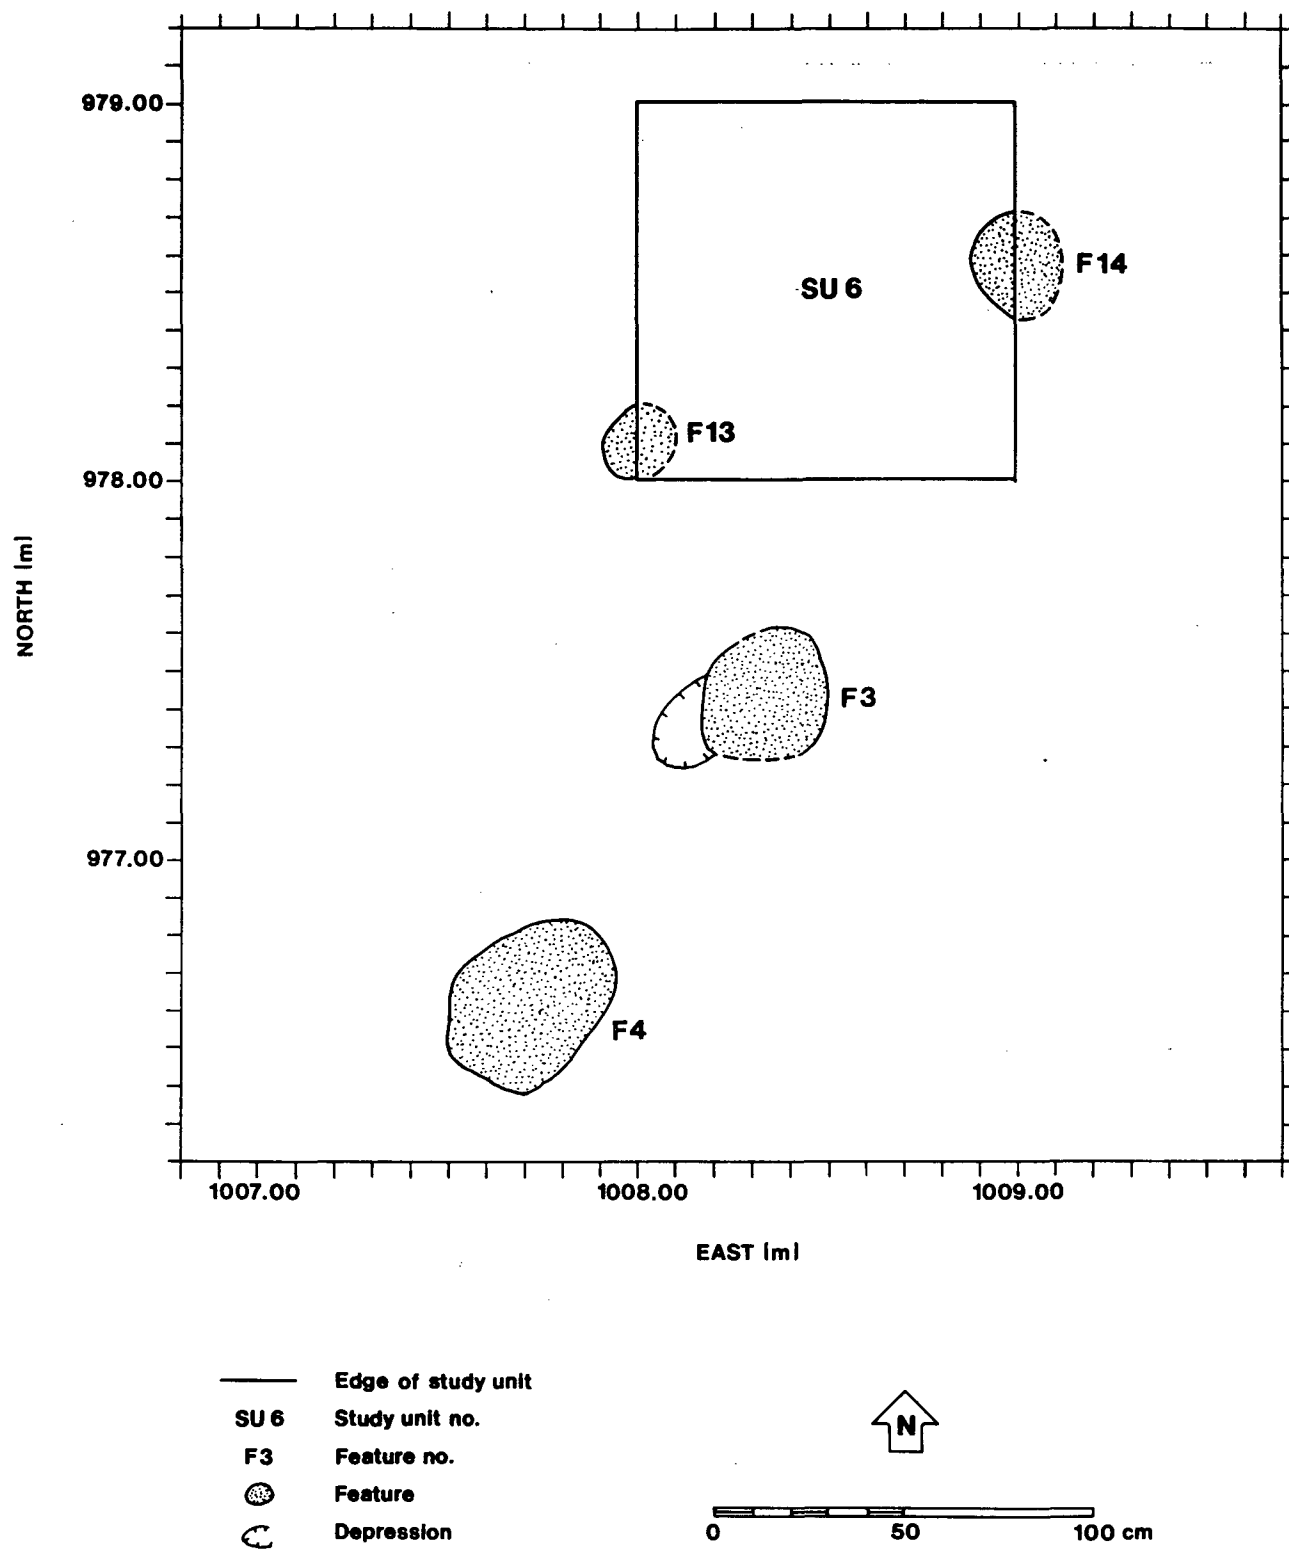 979.00
F14
SU 6
F13
978.00
NORTH (m)
F3
977.00
F4
1007.00 1008.00 1009.00
EAST (m)
Edge of study unit
SU 6 Study unit no.
F3 Feature no.
Feature
Depression
N
0 50 100 cm